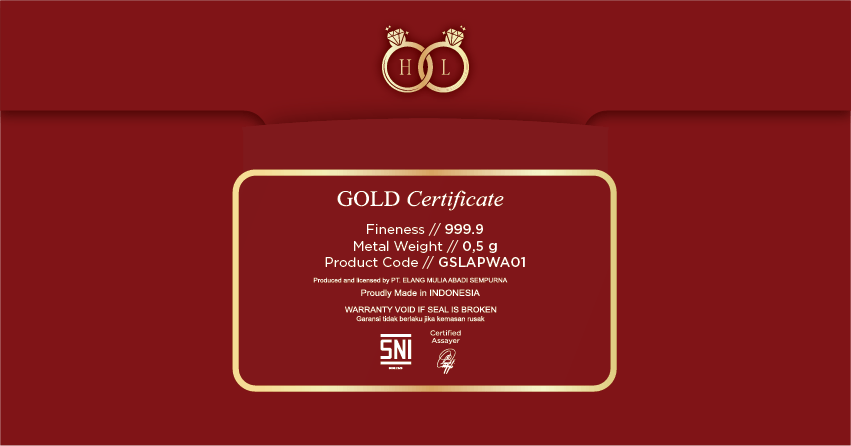 H L
GOLD Certificate
Fineness // 999.9
Metal Weight // 0,5 g
Product Code // GSLAPWA01
Produced and licensed by PT. ELANG MULIA ABADI SEMPURNA
Proudly Made in INDONESIA
WARRANTY VOID IF SEAL IS BROKEN
Garansi tidak berlaku jika kemasan rusak
SNI
Certified
Assayer